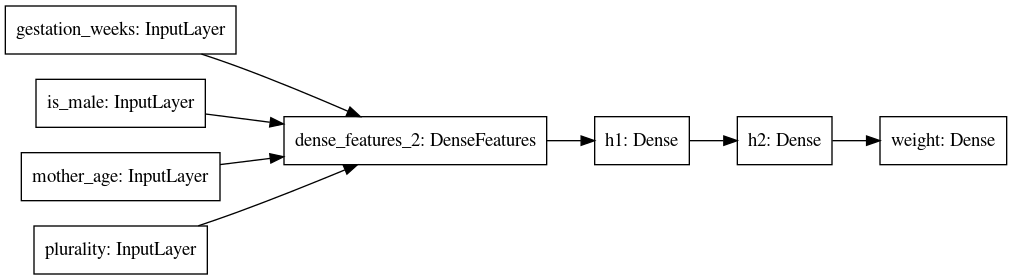 gestation_weeks: InputLayer
is_male: InputLayer
mother_age: InputLayer
plurality: InputLayer
dense_features_2: DenseFeatures
h1: Dense
h2: Dense
weight: Dense